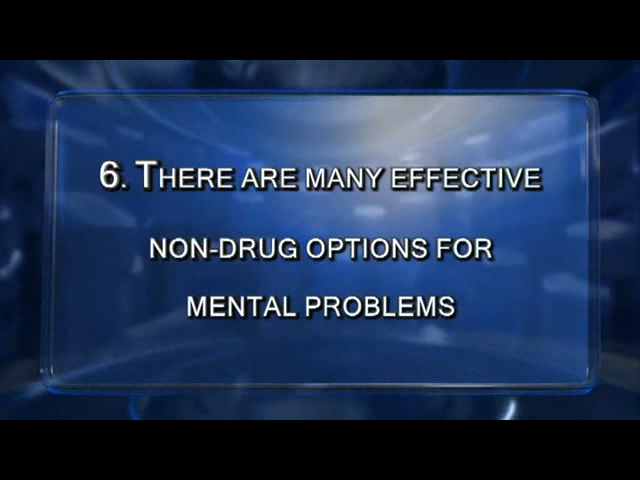 6. THERE ARE MANY EFFECTIVE
NON-DRUG OPTIONS FOR
MENTAL PROBLEMS